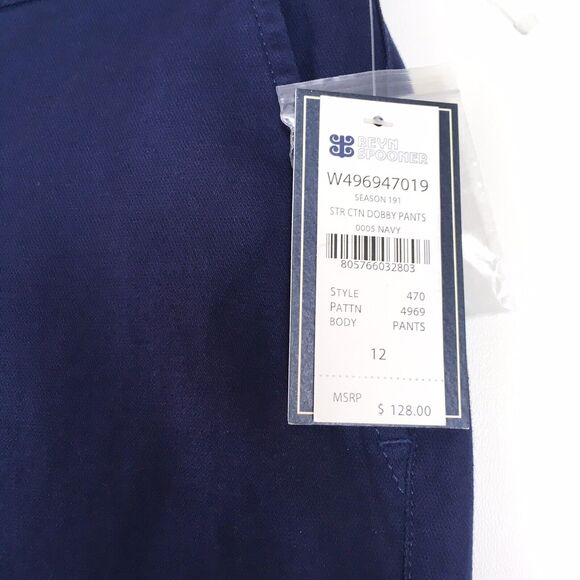 REYN
SPOONER
W496947019
SEASON 191
STR CTN DOBBY PANTS
0005 NAVY
805766032803
STYLE 470
PATTN 4969
BODY PANTS
12
MSRP $ 128.00